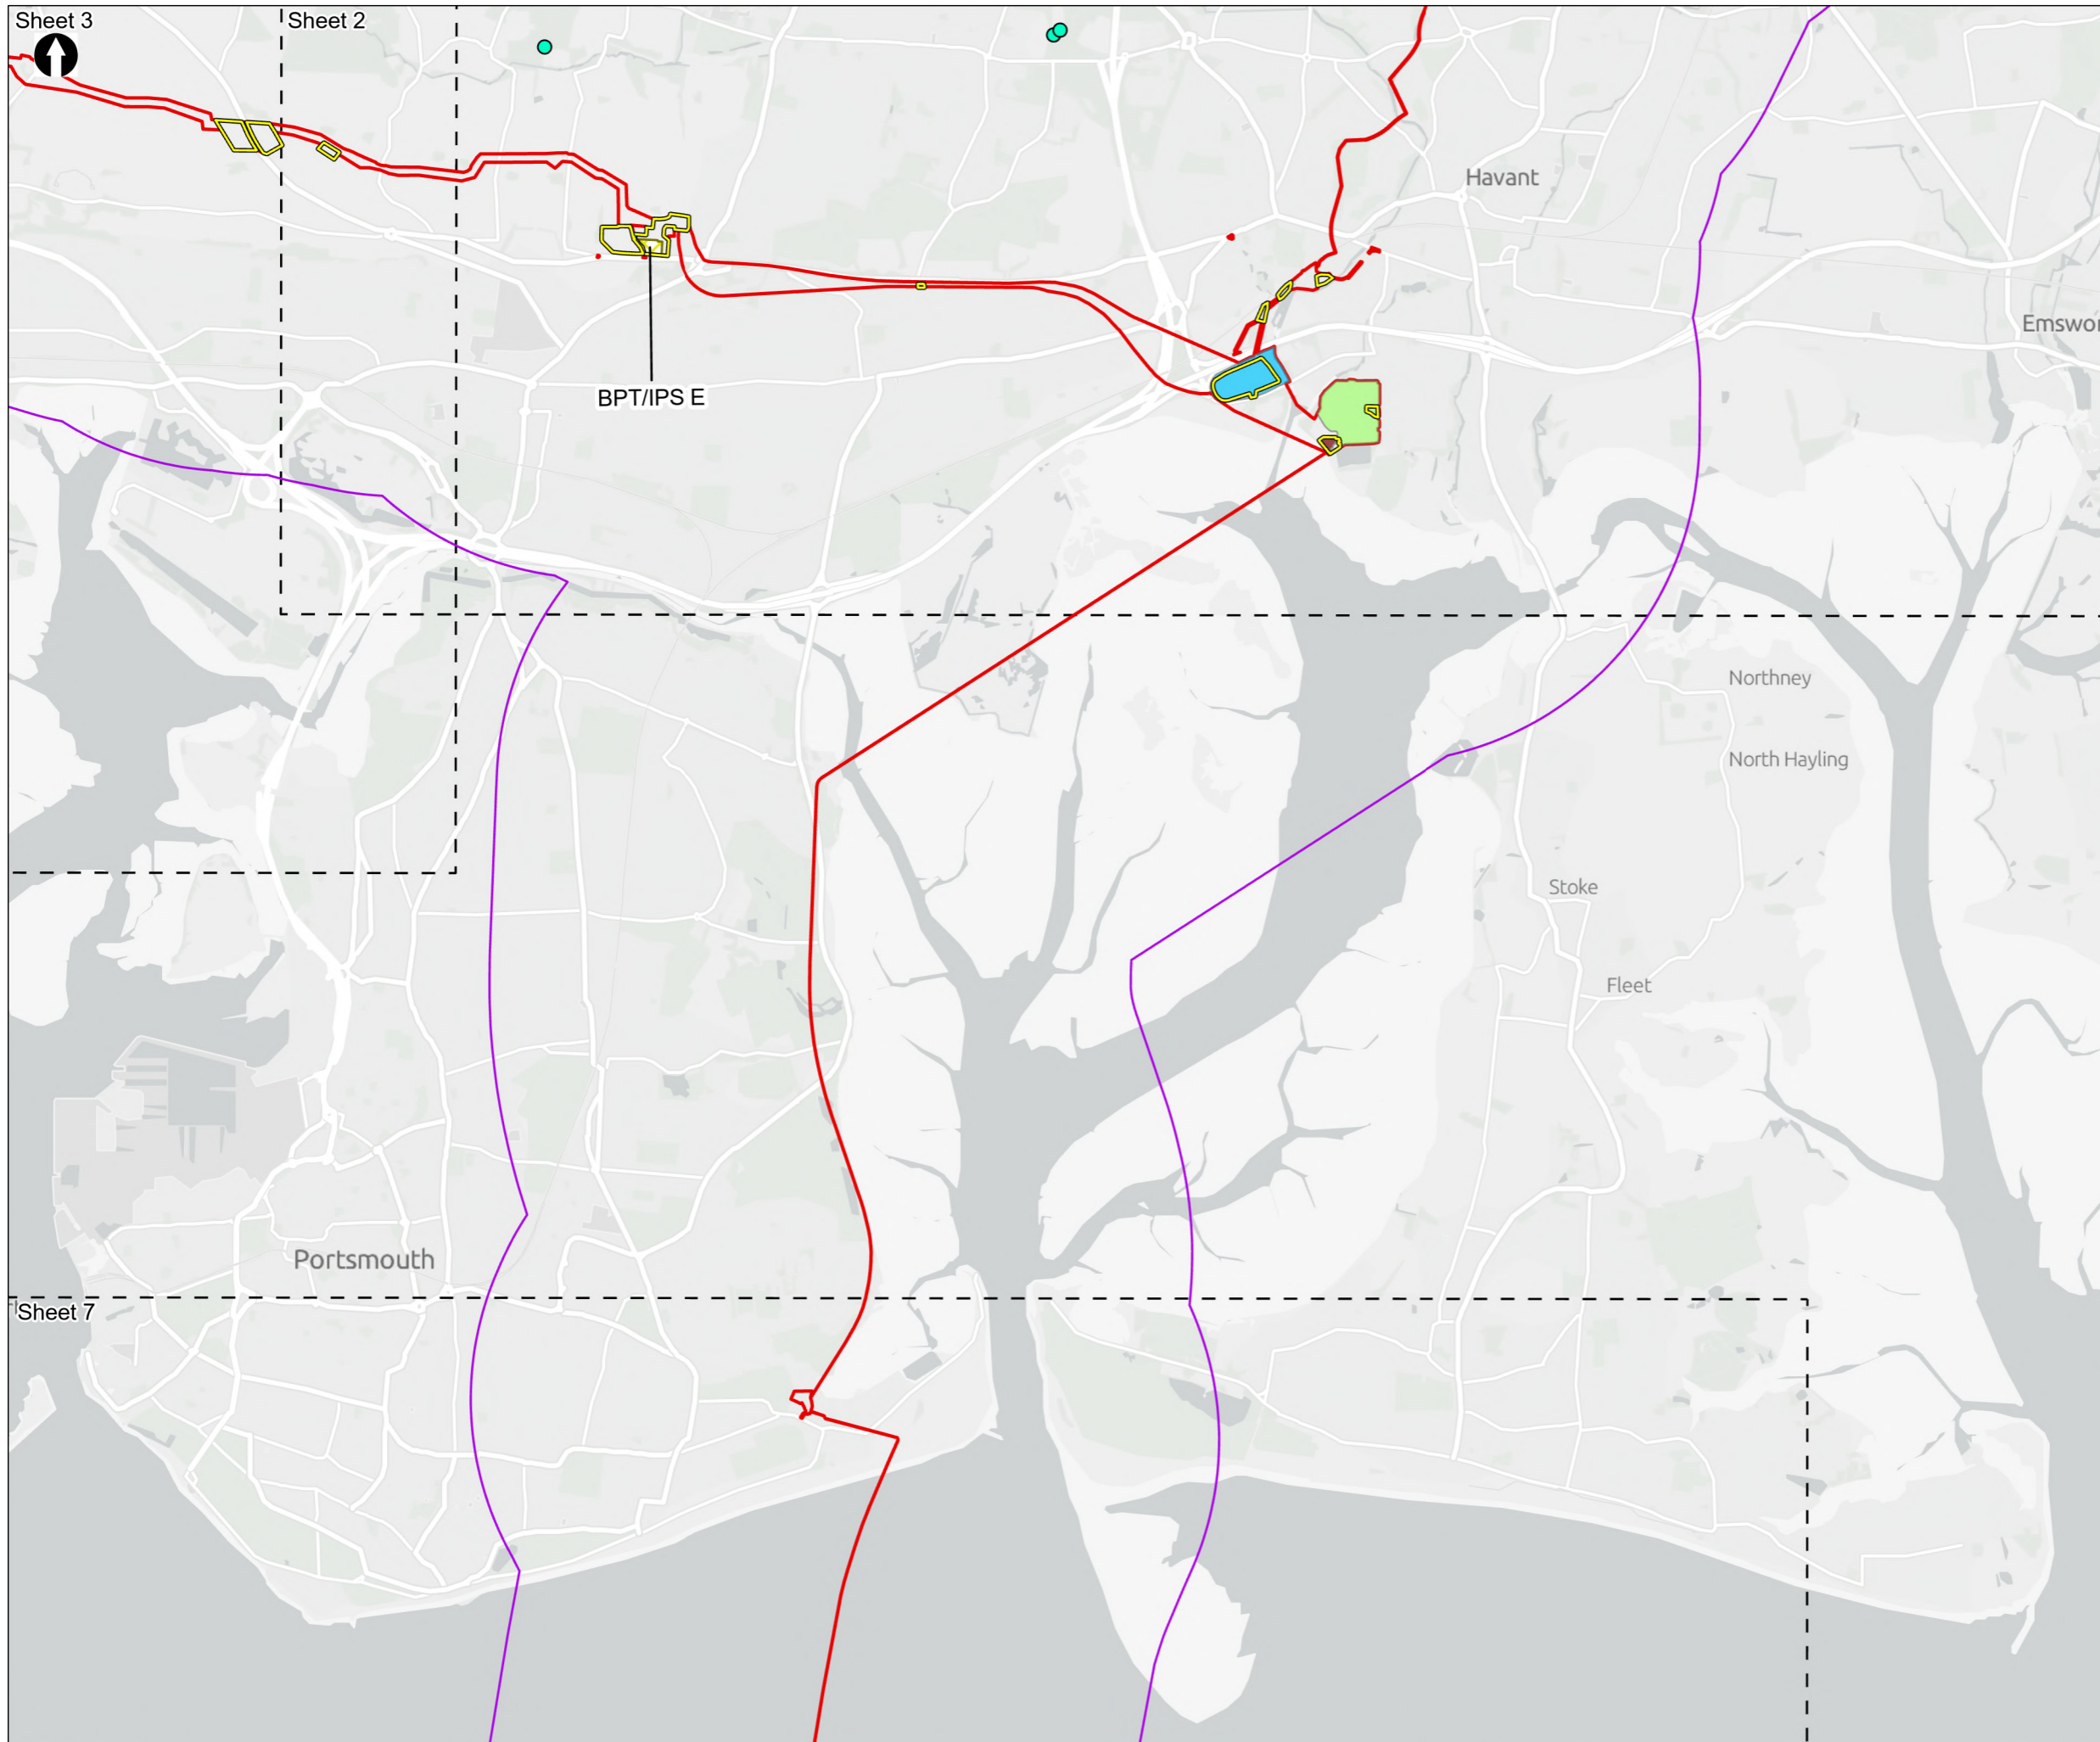 Sheet 3
Sheet 2
Havant
Emswor
BPT/IPS E
Northney
North Hayling
Stoke
Fleet
Portsmouth
Sheet 7